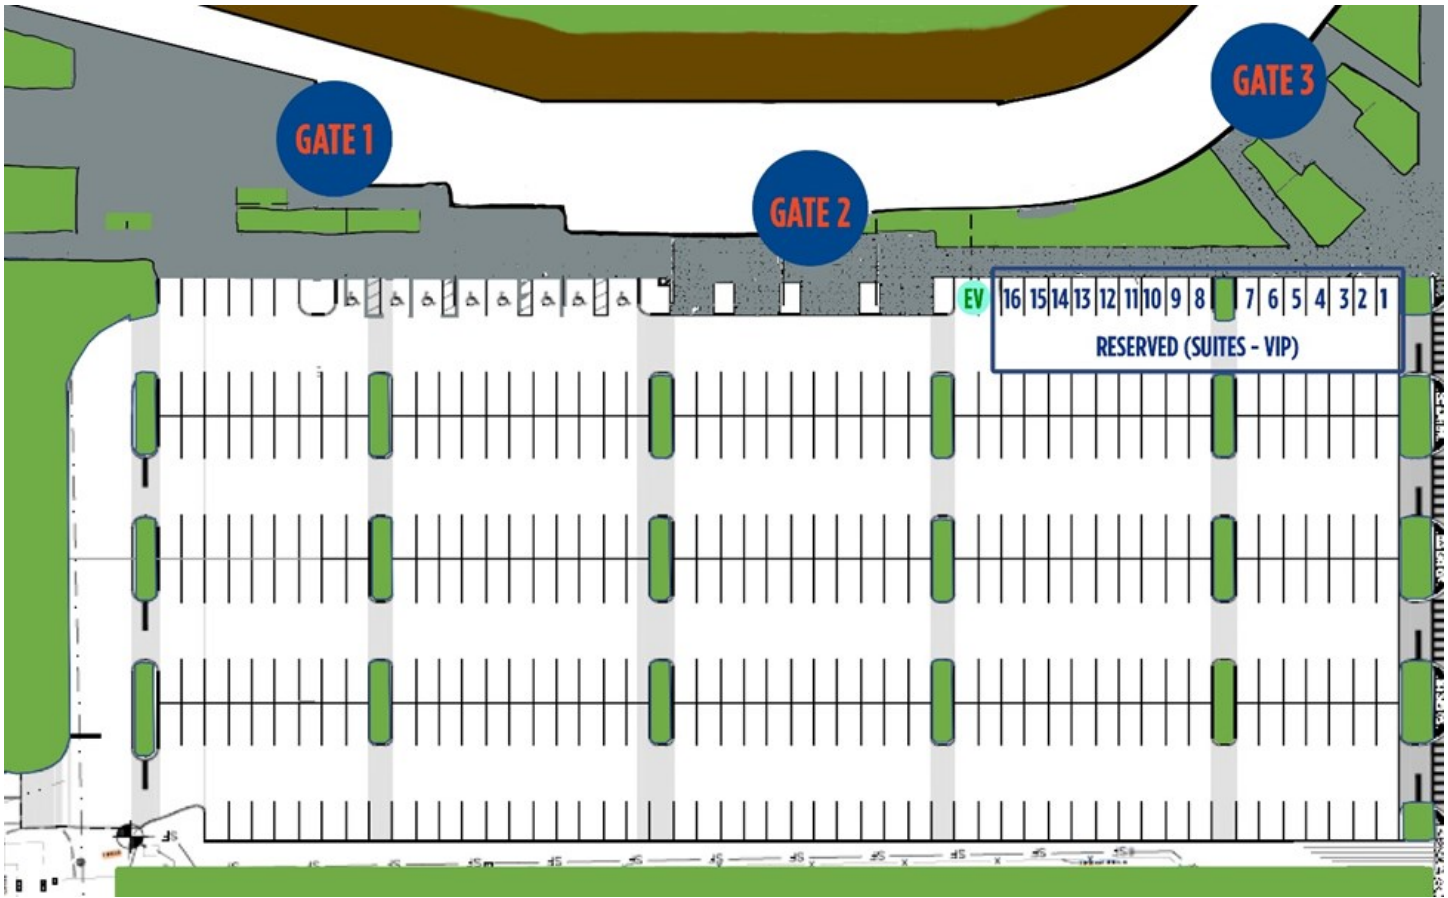 GATE 3
GATE 1
GATE 2
EV 16 15 14 13 12 11 10 9 8 7 6 5 4 3 2 1
RESERVED (SUITES - VIP)